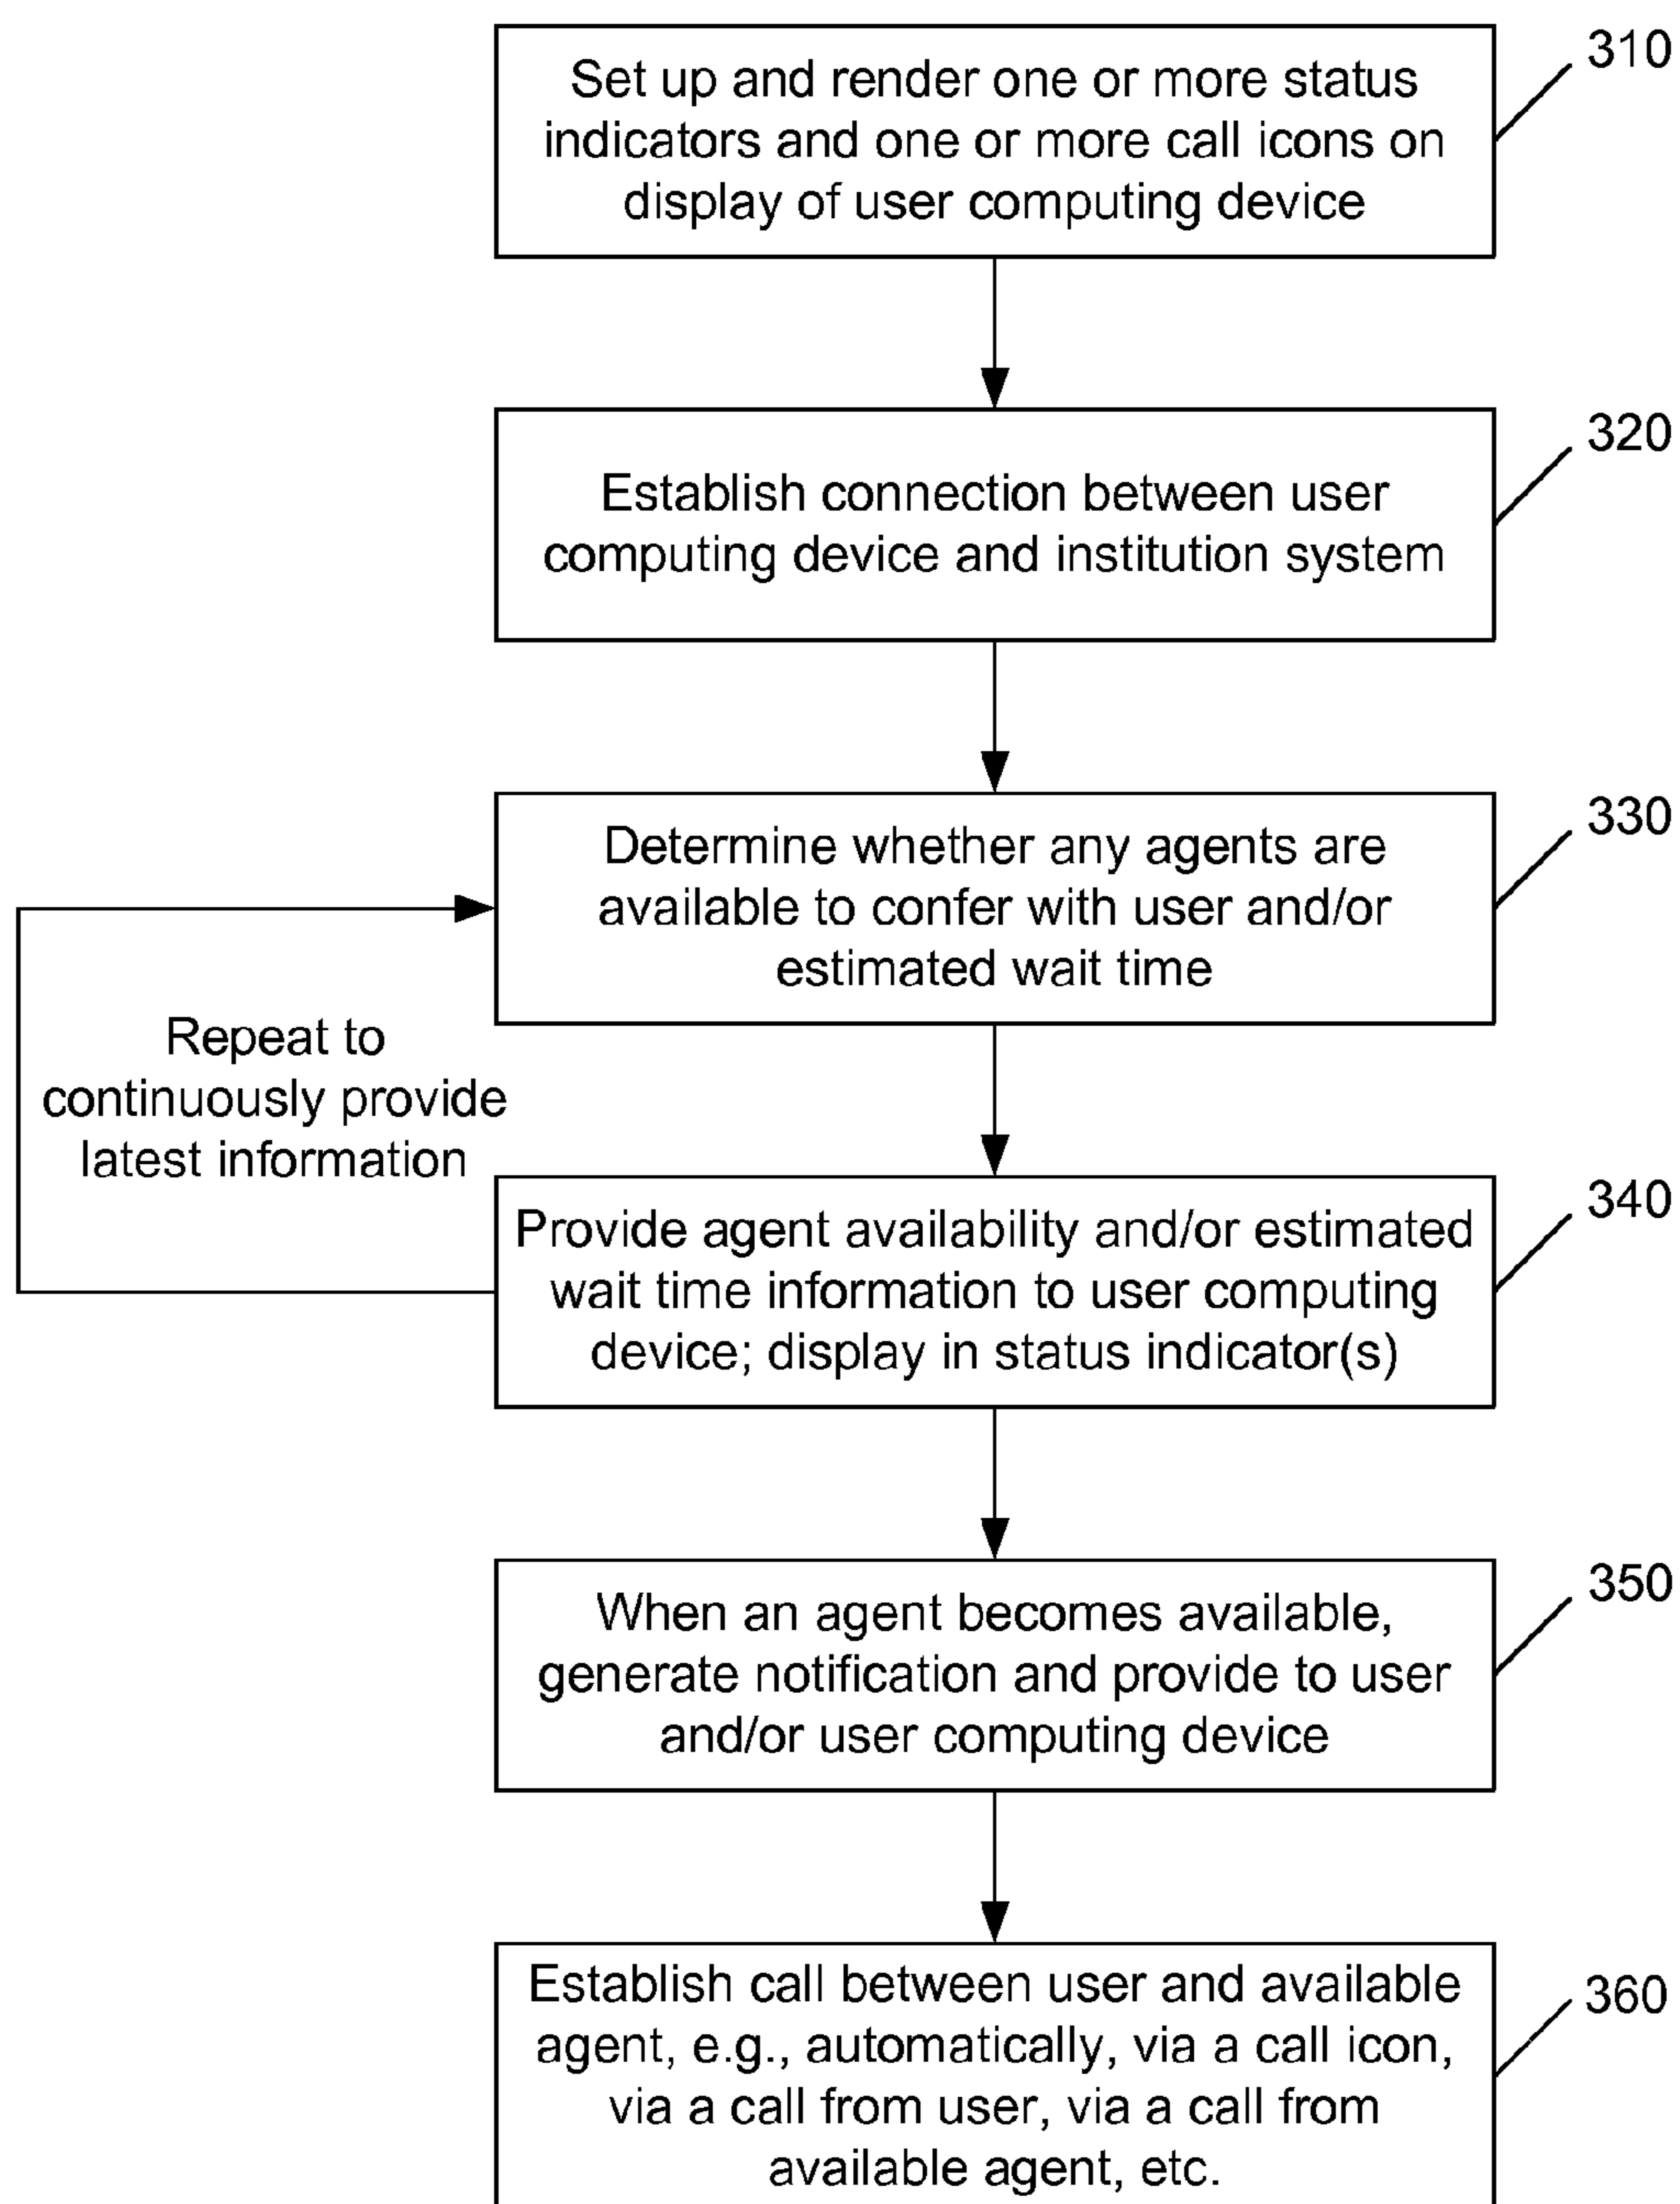 Set up and render one or more status
indicators and one or more call icons on
display of user computing device
310
Establish connection between user
computing device and institution system
320
Determine whether any agents are
available to confer with user and/or
estimated wait time
330
Repeat to
continuously provide
latest information
Provide agent availability and/or estimated
wait time information to user computing
device; display in status indicator(s)
340
When an agent becomes available,
generate notification and provide to user
and/or user computing device
350
Establish call between user and available
agent, e.g., automatically, via a call icon,
via a call from user, via a call from
available agent, etc.
360